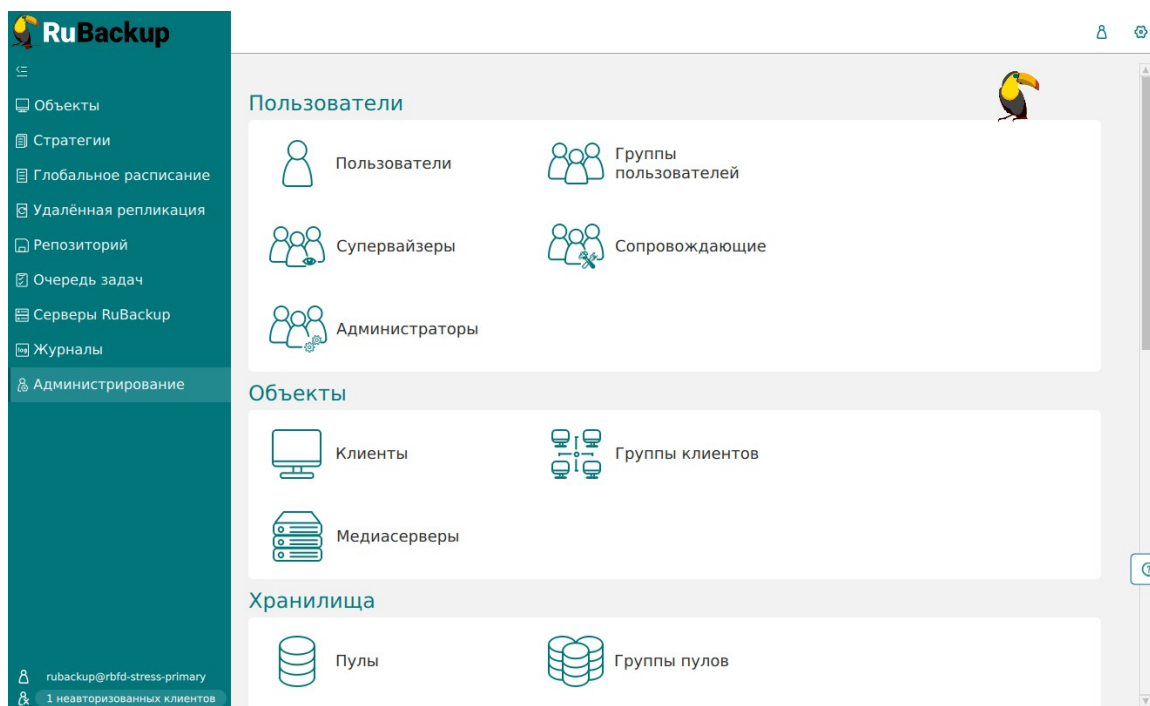 RuBackup
Объекты
Стратегии
Глобальное расписание
Удалённая репликация
Репозиторий
Очередь задач
Серверы RuBackup
log Журналы
Администрирование
rubackup@rbfd-stress-primary
1 неавторизованных клиентов
Пользователи
Пользователи
Группы
пользователей
Супервайзеры
Сопровождающие
Администраторы
Объекты
Клиенты
Группы клиентов
Медиасерверы
Хранилища
Пулы
Группы пулов